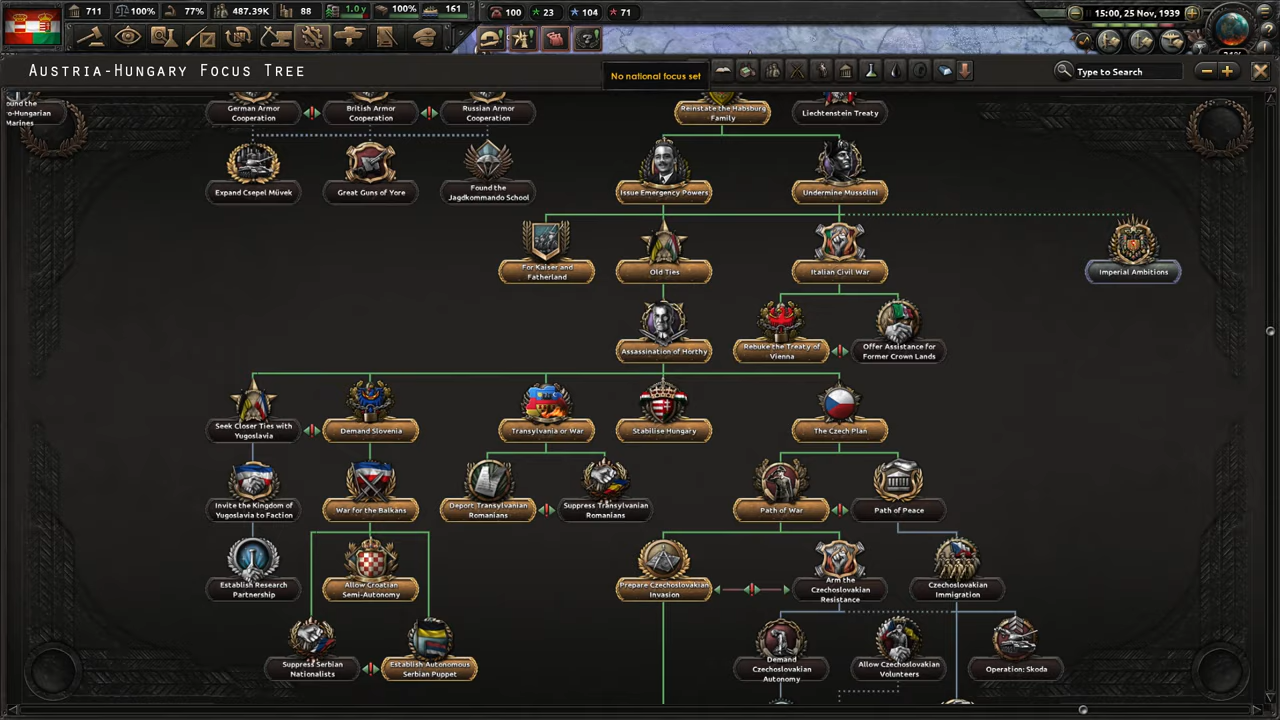 711
100%
77%
487.39K
88
1.0 y
100%
161
100
23
104
71
15:00, 25 Nov, 1939
Austria-Hungary Focus Tree
No national focus set
Type to Search
Marines
German Armor
Cooperation
British Armor
Cooperation
Russian Armor
Cooperation
Reinstate the Habsburg
Family
Liechtenstein Treaty
Expand Csepel Művek
Great Guns of Yore
Found the
Jagdkommando School
Issue Emergency Powers
Undermine Mussolini
For Kaiser and
Fatherland
Old Ties
Italian Civil War
Imperial Ambitions
Assassination of Horthy
Rebuke the Treaty of
Vienna
Offer Assistance for
Former Crown Lands
Seek Closer Ties with
Yugoslavia
Demand Slovenia
Transylvania or War
Stabilise Hungary
The Czech Plan
Invite the Kingdom of
Yugoslavia to Faction
War for the Balkans
Deport Transylvanian
Romanians
Suppress Transylvanian
Romanians
Path of War
Path of Peace
Establish Research
Partnership
Allow Croatian
Semi-Autonomy
Prepare Czechoslovakian
Invasion
Arm the
Czechoslovakian
Resistance
Czechoslovakian
Immigration
Suppress Serbian
Nationalists
Establish Autonomous
Serbian Puppet
Demand
Czechoslovakian
Autonomy
Allow Czechoslovakian
Volunteers
Operation: Skoda